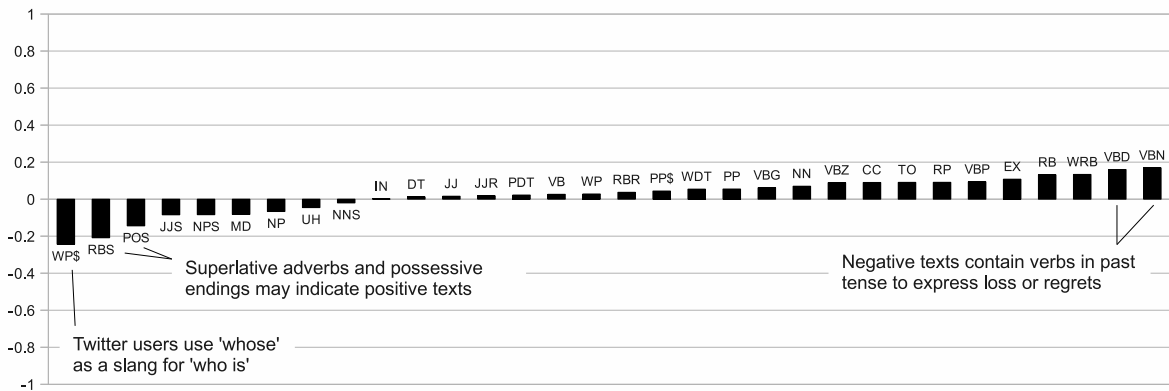 1
0.8
0.6
0.4
0.2
0
-0.2
-0.4
-0.6
-0.8
-1
WP$ RBS POS JJS NPS MD NP UH NNS IN DT JJ JJR PDT VB WP RBR PP$ WDT PP VBG NN VBZ CC TO RP VBP EX RB WRB VBD VBN
Superlative adverbs and possessive
endings may indicate positive texts
Negative texts contain verbs in past
tense to express loss or regrets
Twitter users use 'whose'
as a slang for 'who is'